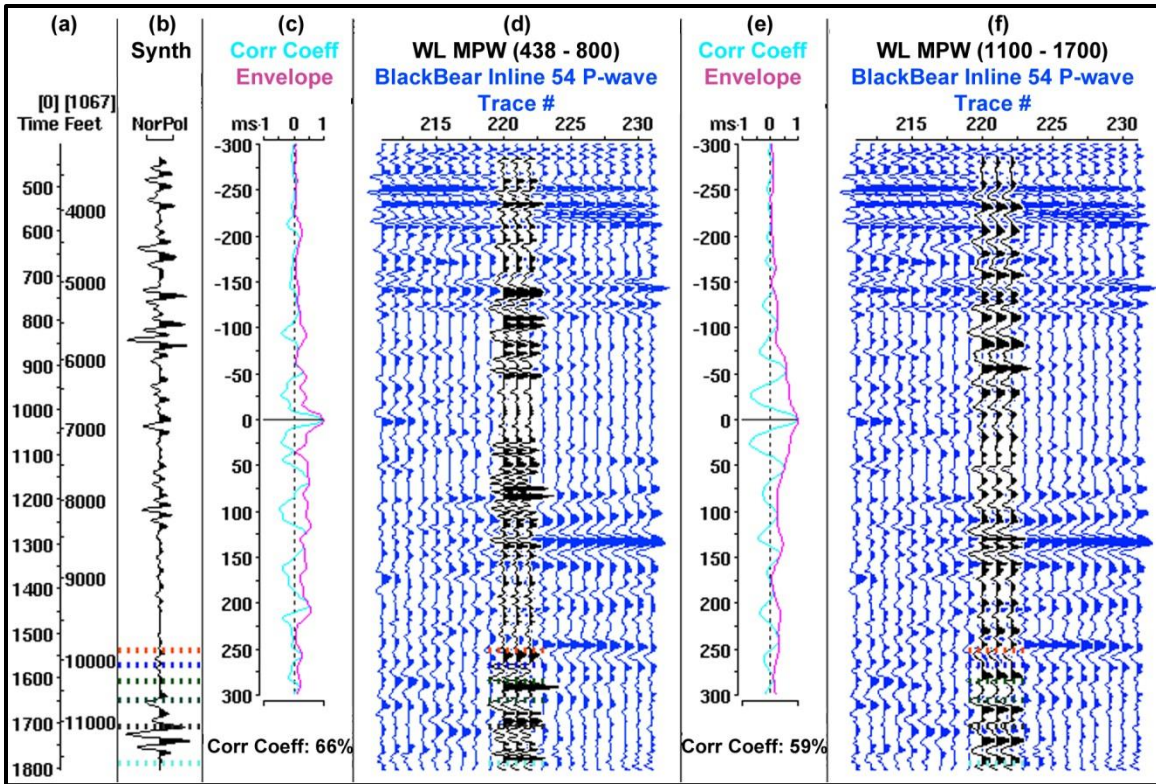 (a) (b) (c) (d) (e) (f)
Synth
Corr Coeff
Envelope
WL MPW (438 - 800)
BlackBear Inline 54 P-wave
Trace #
Corr Coeff
Envelope
WL MPW (1100 - 1700)
BlackBear Inline 54 P-wave
Trace #
[0] [1067]
Time Feet
NorPol
ms-1 0 1
215 220 225 230
ms-1 0 1
215 220 225 230
500
600
700
800
900
1000
1100
1200
1300
1400
1500
1600
1700
1800
4000
5000
6000
7000
8000
9000
10000
11000
-300
-250
-200
-150
-100
-50
0
50
100
150
200
250
300
Corr Coeff: 66%
-300
-250
-200
-150
-100
-50
0
50
100
150
200
250
300
Corr Coeff: 59%